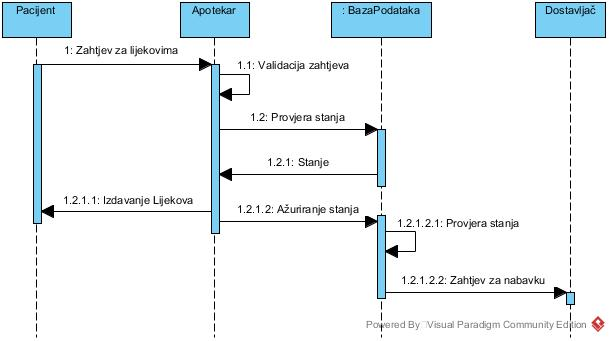 Pacijent
Apotekar
: BazaPodataka
Dostavljač
1: Zahtjev za lijekovima
1.1: Validacija zahtjeva
1.2: Provjera stanja
1.2.1: Stanje
1.2.1.1: Izdavanje Lijekova
1.2.1.2: Ažuriranje stanja
1.2.1.2.1: Provjera stanja
1.2.1.2.2: Zahtjev za nabavku
Powered By Visual Paradigm Community Edition